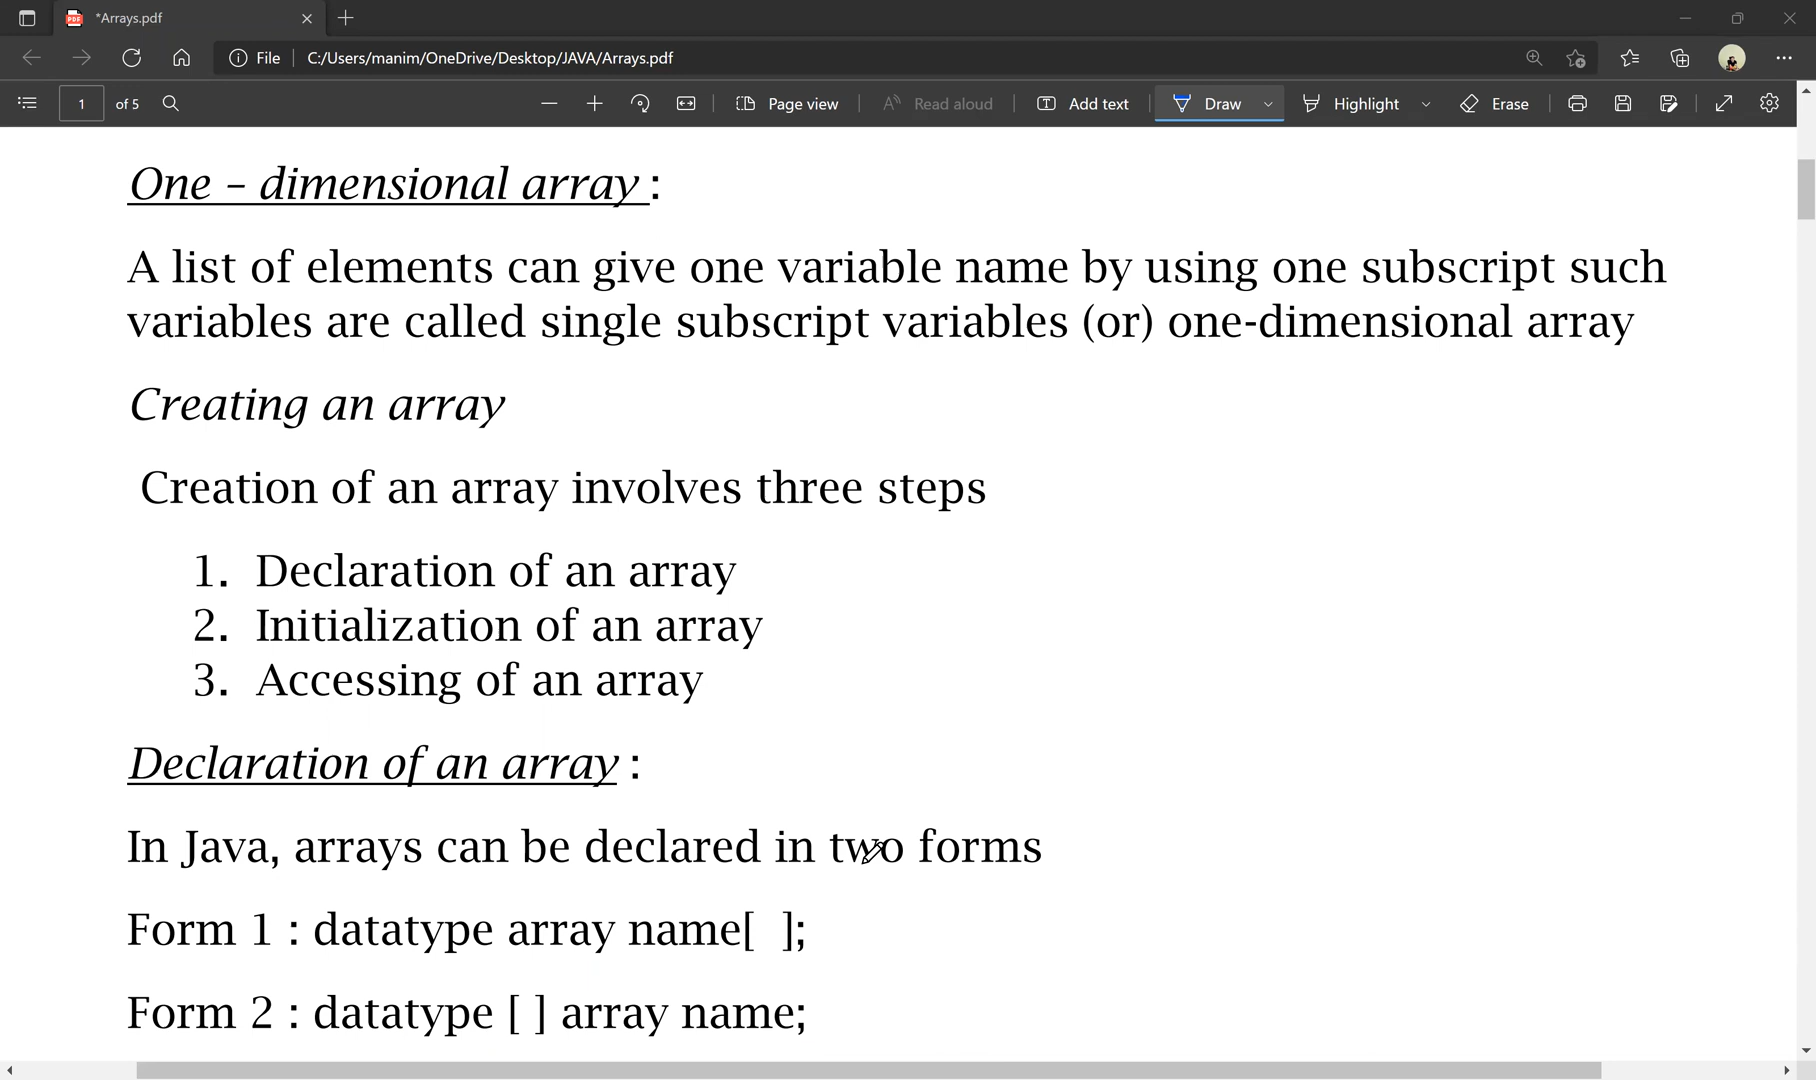 *Arrays.pdf
File C:/Users/manim/OneDrive/Desktop/JAVA/Arrays.pdf
1 of 5 Page view Read aloud Add text Draw Highlight Erase
One – dimensional array :
A list of elements can give one variable name by using one subscript such
variables are called single subscript variables (or) one-dimensional array
Creating an array
Creation of an array involves three steps
1. Declaration of an array
2. Initialization of an array
3. Accessing of an array
Declaration of an array :
In Java, arrays can be declared in two forms
Form 1 : datatype array name[ ];
Form 2 : datatype [ ] array name;